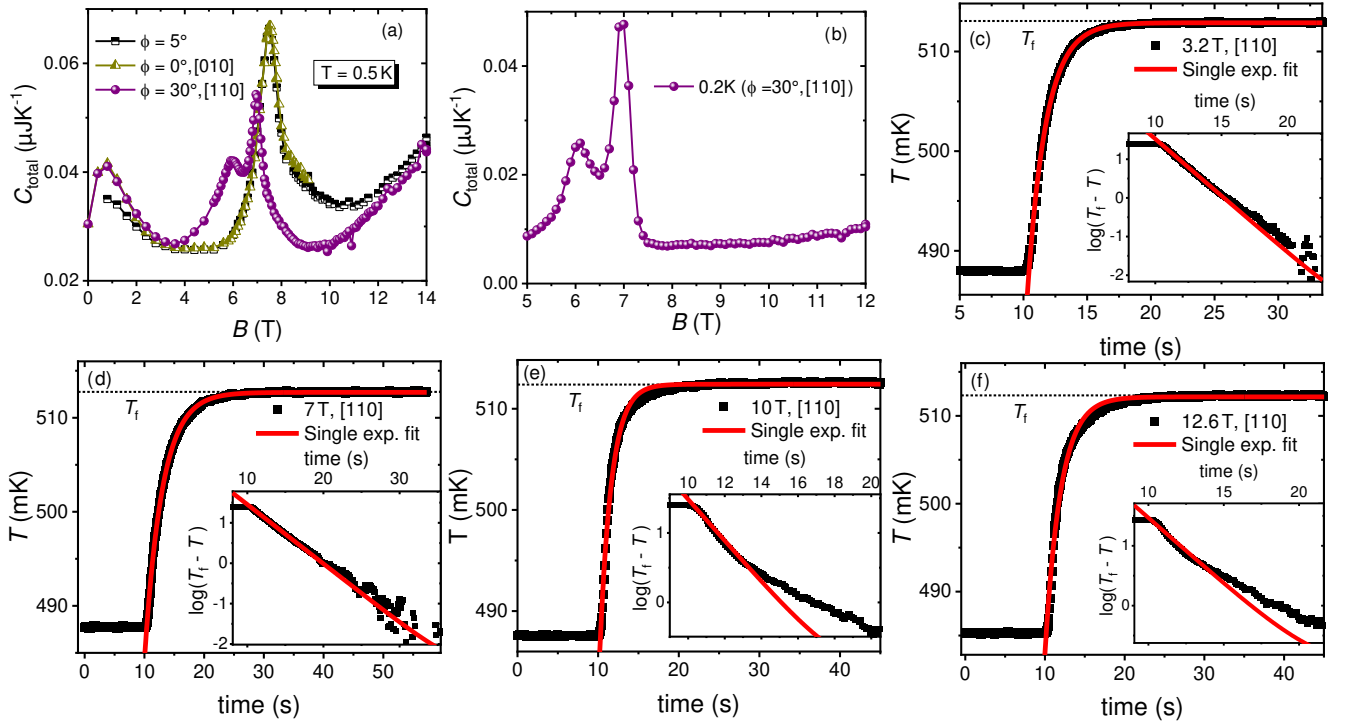 (a)
ϕ = 5°
ϕ = 0°, [010]
ϕ = 30°, [110]
T = 0.5 K
C_total (μJK⁻¹)
0.06
0.04
0.02
0 2 4 6 8 10 12 14
B (T)
(b)
0.2K (ϕ =30°, [110])
C_total (μJK⁻¹)
0.04
0.02
0.00
5 6 7 8 9 10 11 12
B (T)
(c)
T_f
3.2 T, [110]
Single exp. fit
time (s)
10 15 20
1
0
-1
-2
log(T_f - T)
T (mK)
510
500
490
5 10 15 20 25 30
time (s)
(d)
T_f
7 T, [110]
Single exp. fit
time (s)
10 20 30
1
0
-1
-2
log(T_f - T)
T (mK)
510
500
490
0 10 20 30 40 50
time (s)
(e)
T_f
10 T, [110]
Single exp. fit
time (s)
10 12 14 16 18 20
1
0
log(T_f - T)
T (mK)
510
500
490
0 10 20 30 40
time (s)
(f)
T_f
12.6 T, [110]
Single exp. fit
time (s)
10 15 20
1
0
log(T_f - T)
T (mK)
510
500
490
0 5 10 15 20 25 30 35 40 45
time (s)